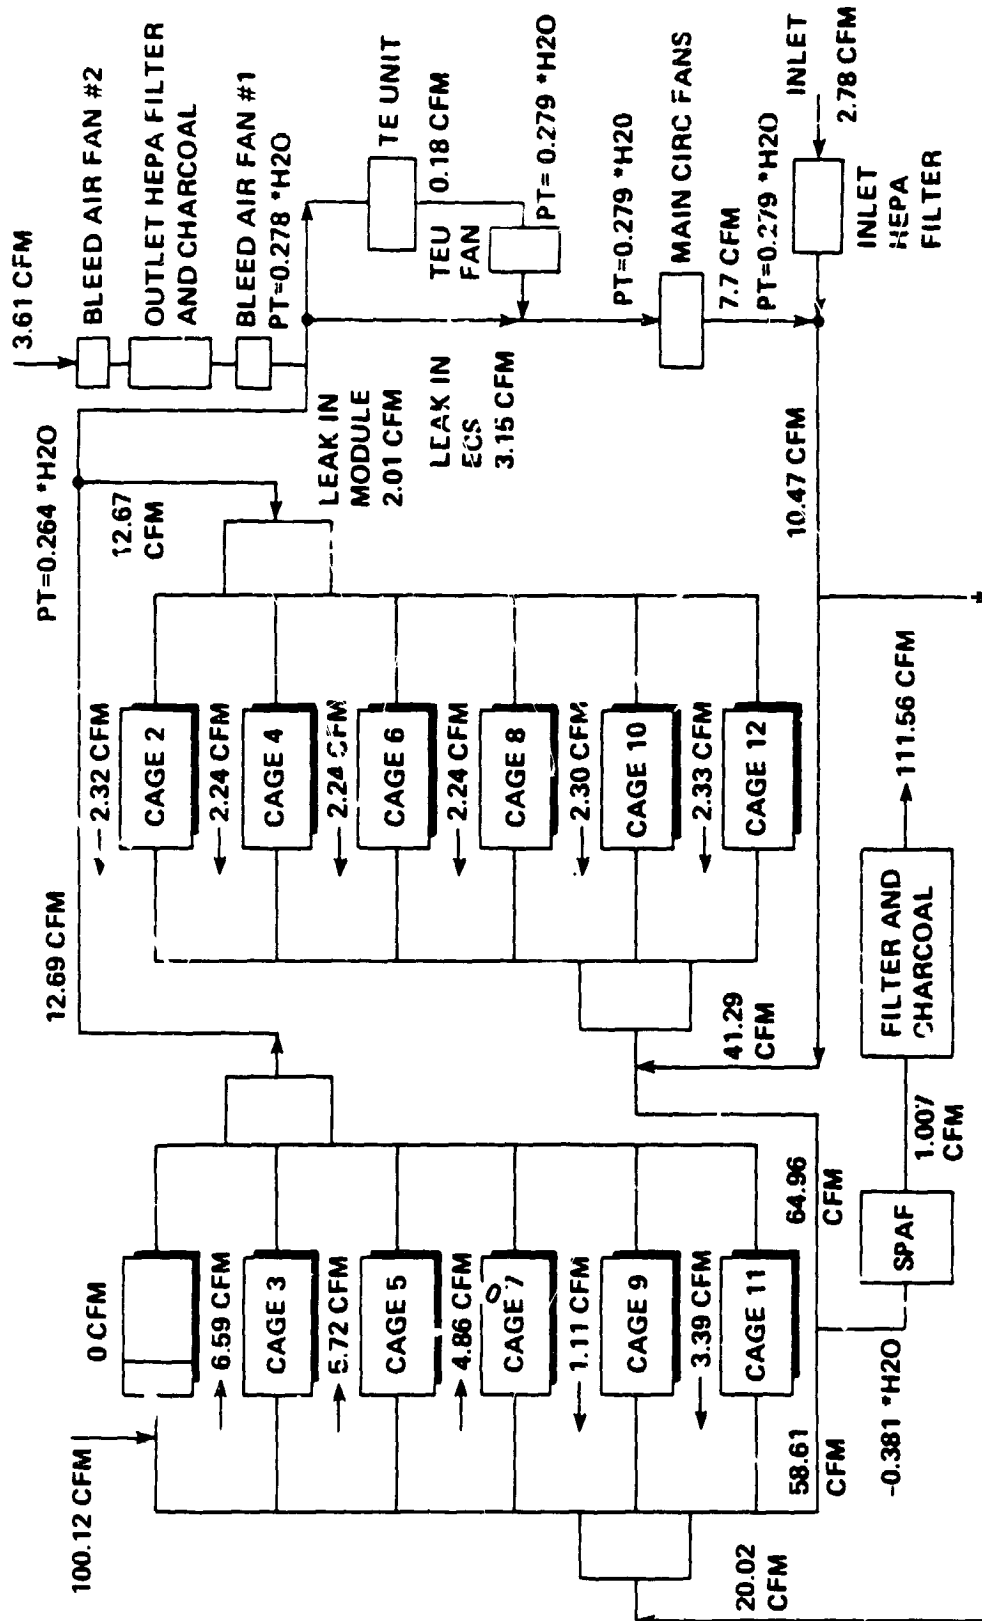 100.12 CFM
0 CFM
12.69 CFM
PT=0.264 "H2O
3.61 CFM
BLEED AIR FAN #2
OUTLET HEPA FILTER
AND CHARCOAL
BLEED AIR FAN #1
PT=0.278 "H2O
12.67
CFM
6.59 CFM
CAGE 3
5.72 CFM
CAGE 5
4.86 CFM
CAGE 7
1.11 CFM
CAGE 9
3.39 CFM
CAGE 11
2.32 CFM
CAGE 2
2.24 CFM
CAGE 4
2.24 CFM
CAGE 6
2.24 CFM
CAGE 8
2.30 CFM
CAGE 10
2.33 CFM
CAGE 12
LEAK IN
MODULE
2.01 CFM
LEAK IN
ECS
3.15 CFM
TE UNIT
0.18 CFM
TEU
FAN
PT= 0.279 "H2O
PT=0.279 "H20
MAIN CIRC FANS
7.7 CFM
PT=0.279 "H2O
INLET
2.78 CFM
INLET
HEPA
FILTER
10.47 CFM
20.02
CFM
58.61
CFM
64.96
CFM
41.29
CFM
-0.381 "H2O
SPAF
1.007
CFM
FILTER AND
CHARCOAL
111.56 CFM